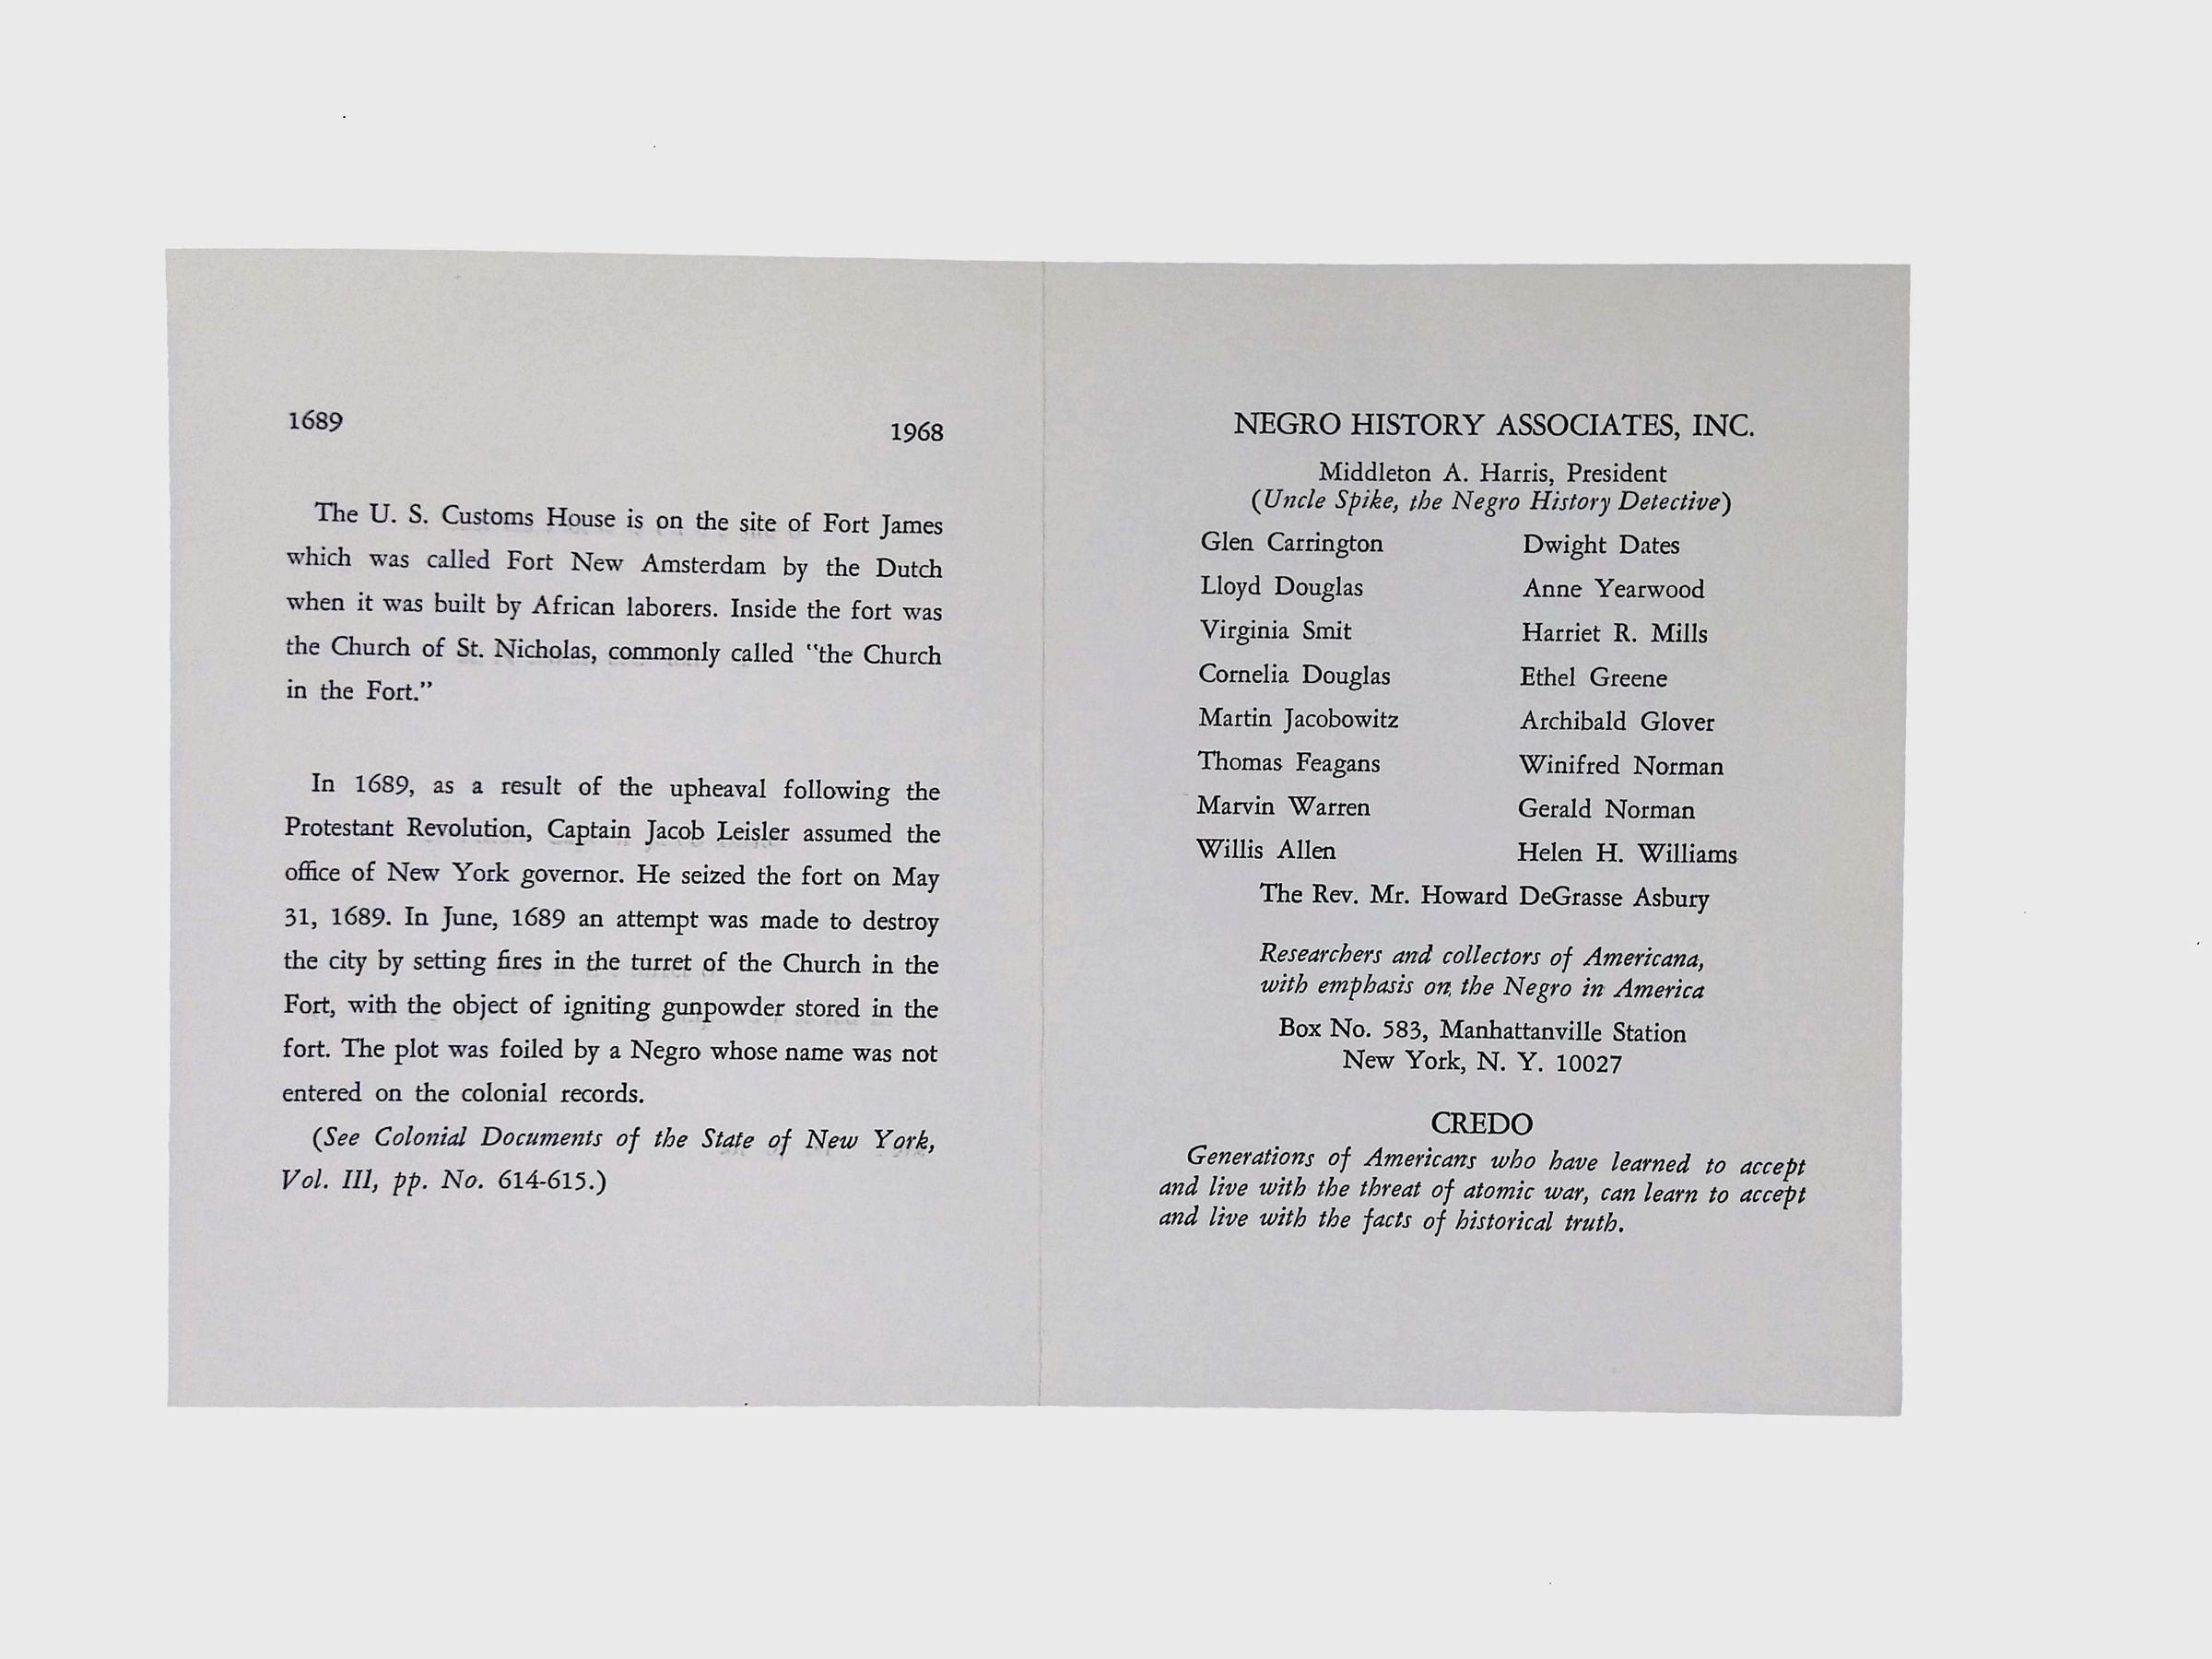 1689 1968
The U. S. Customs House is on the site of Fort James
which was called Fort New Amsterdam by the Dutch
when it was built by African laborers. Inside the fort was
the Church of St. Nicholas, commonly called "the Church
in the Fort."
In 1689, as a result of the upheaval following the
Protestant Revolution, Captain Jacob Leisler assumed the
office of New York governor. He seized the fort on May
31, 1689. In June, 1689 an attempt was made to destroy
the city by setting fires in the turret of the Church in the
Fort, with the object of igniting gunpowder stored in the
fort. The plot was foiled by a Negro whose name was not
entered on the colonial records.
(See Colonial Documents of the State of New York,
Vol. III, pp. No. 614-615.)
NEGRO HISTORY ASSOCIATES, INC.
Middleton A. Harris, President
(Uncle Spike, the Negro History Detective)
Glen Carrington Dwight Dates
Lloyd Douglas Anne Yearwood
Virginia Smit Harriet R. Mills
Cornelia Douglas Ethel Greene
Martin Jacobowitz Archibald Glover
Thomas Feagans Winifred Norman
Marvin Warren Gerald Norman
Willis Allen Helen H. Williams
The Rev. Mr. Howard DeGrasse Asbury
Researchers and collectors of Americana,
with emphasis on the Negro in America
Box No. 583, Manhattanville Station
New York, N. Y. 10027
CREDO
Generations of Americans who have learned to accept
and live with the threat of atomic war, can learn to accept
and live with the facts of historical truth.